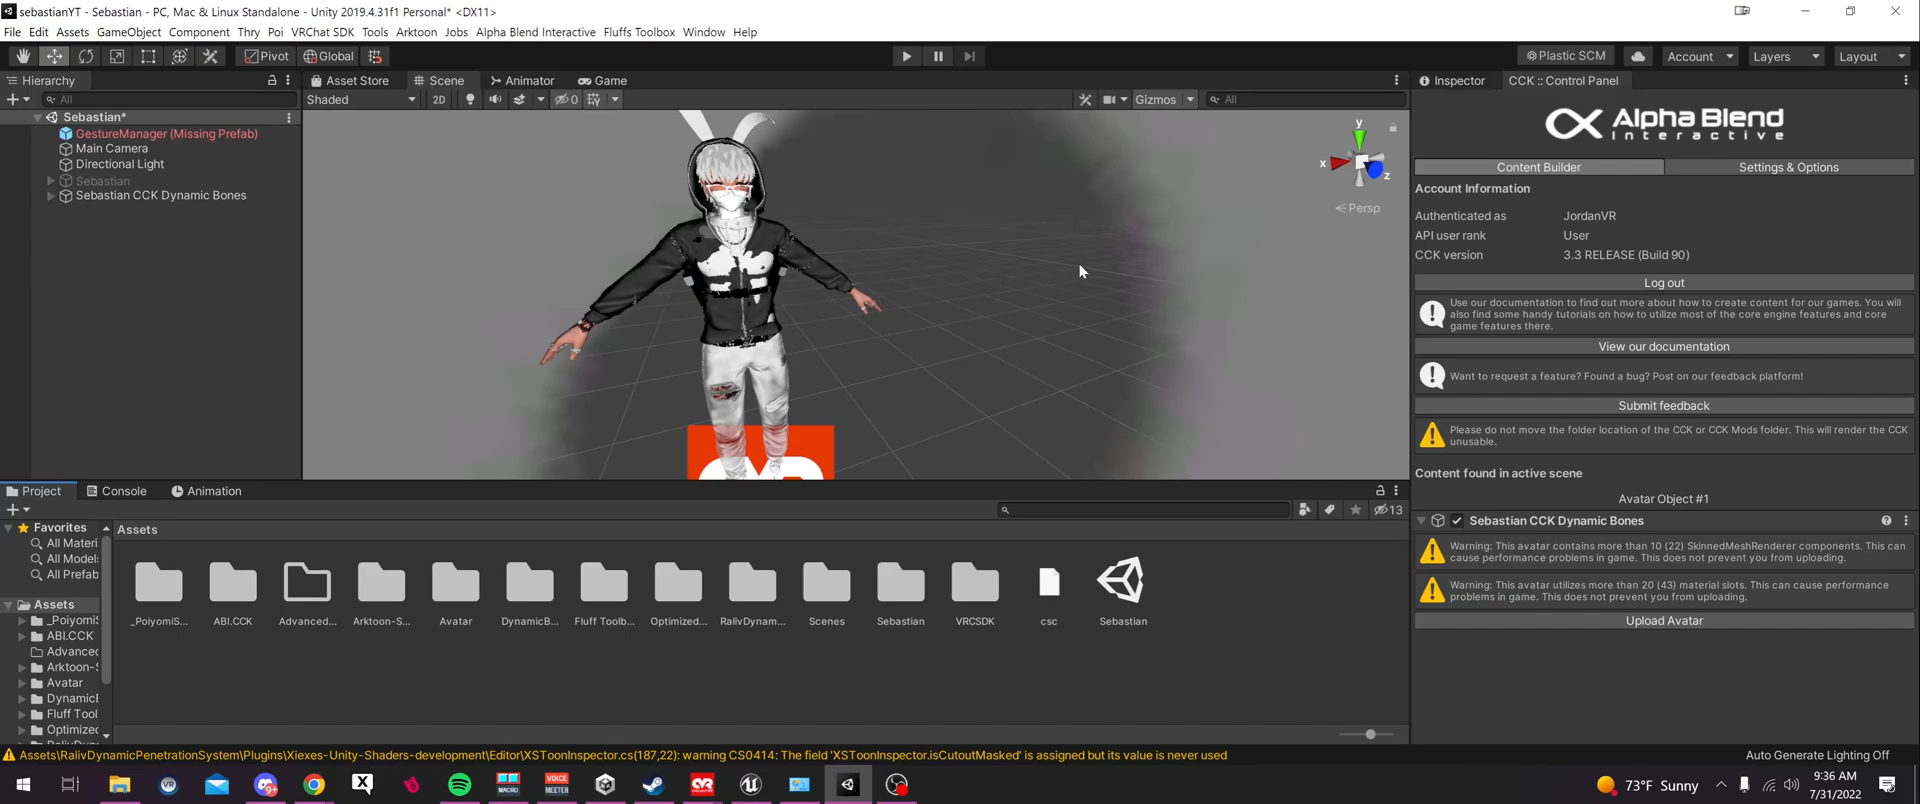 sebastianYT - Sebastian - PC, Mac & Linux Standalone - Unity 2019.4.31f1 Personal* <DX11>
File Edit Assets GameObject Component Thry Poi VRChat SDK Tools Arktoon Jobs Alpha Blend Interactive Fluffs Toolbox Window Help
Pivot Global Plastic SCM Account Layers Layout
Hierarchy Asset Store Scene Animator Game Inspector CCK :: Control Panel
All Shaded 2D 0 Gizmos All
Sebastian*
GestureManager (Missing Prefab)
Main Camera
Directional Light
Sebastian
Sebastian CCK Dynamic Bones
y
x
z
Persp
Alpha Blend
Interactive
Content Builder Settings & Options
Account Information
Authenticated as JordanVR
API user rank User
CCK version 3.3 RELEASE (Build 90)
Log out
Use our documentation to find out more about how to create content for our games. You will
also find some handy tutorials on how to utilize most of the core engine features and core
game features there.
View our documentation
Want to request a feature? Found a bug? Post on our feedback platform!
Submit feedback
Please do not move the folder location of the CCK or CCK Mods folder. This will render the CCK
unusable.
Content found in active scene
Avatar Object #1
Sebastian CCK Dynamic Bones
Warning: This avatar contains more than 10 (22) SkinnedMeshRenderer components. This can
cause performance problems in game. This does not prevent you from uploading.
Warning: This avatar utilizes more than 20 (43) material slots. This can cause performance
problems in game. This does not prevent you from uploading.
Upload Avatar
Project Console Animation
13
Favorites
All Materi
All Model
All Prefab
Assets
_PoiyomiS
ABI.CCK
Advanced
Arktoon-S
Avatar
DynamicB
Fluff Tool
Optimized
Assets
_PoiyomiS... ABI.CCK Advanced... Arktoon-S... Avatar DynamicB... Fluff Toolb... Optimized... RalivDynam... Scenes Sebastian VRCSDK csc Sebastian
Assets\RalivDynamicPenetrationSystem\Plugins\Xiexes-Unity-Shaders-development\Editor\XSToonInspector.cs(187,22): warning CS0414: The field 'XSToonInspector.isCutoutMasked' is assigned but its value is never used
Auto Generate Lighting Off
VR 9+ X MACRO VOICE MEETER 73°F Sunny 9:36 AM
7/31/2022